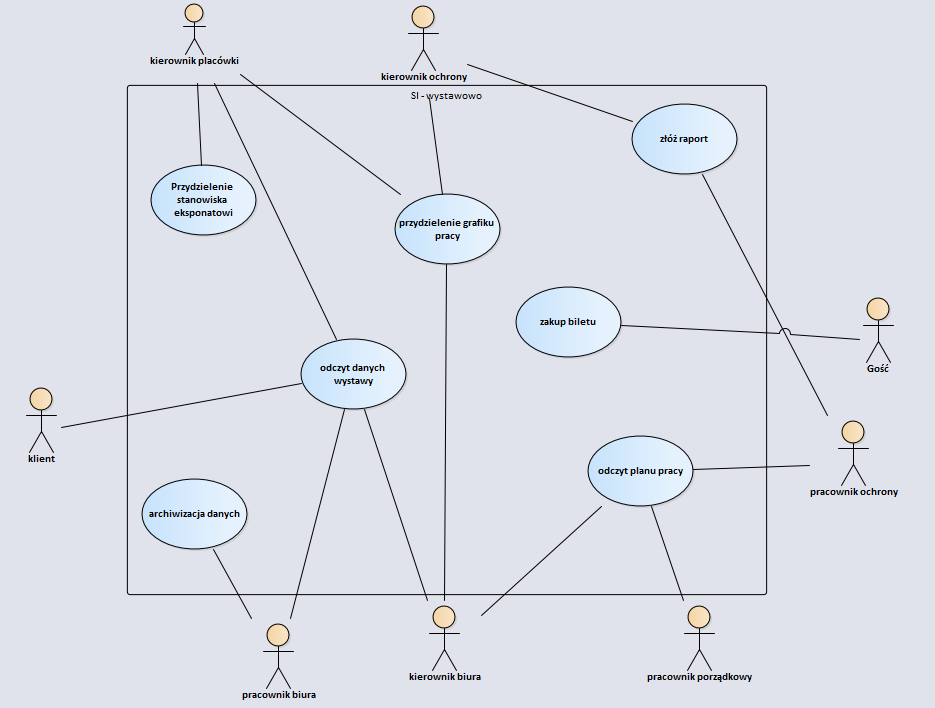 kierownik placówki
kierownik ochrony
SI - wystawowo
złóż raport
Przydzielenie
stanowiska
eksponatowi
przydzielenie grafiku
pracy
zakup biletu
Gość
odczyt danych
wystawy
klient
odczyt planu pracy
pracownik ochrony
archiwizacja danych
pracownik biura
kierownik biura
pracownik porządkowy